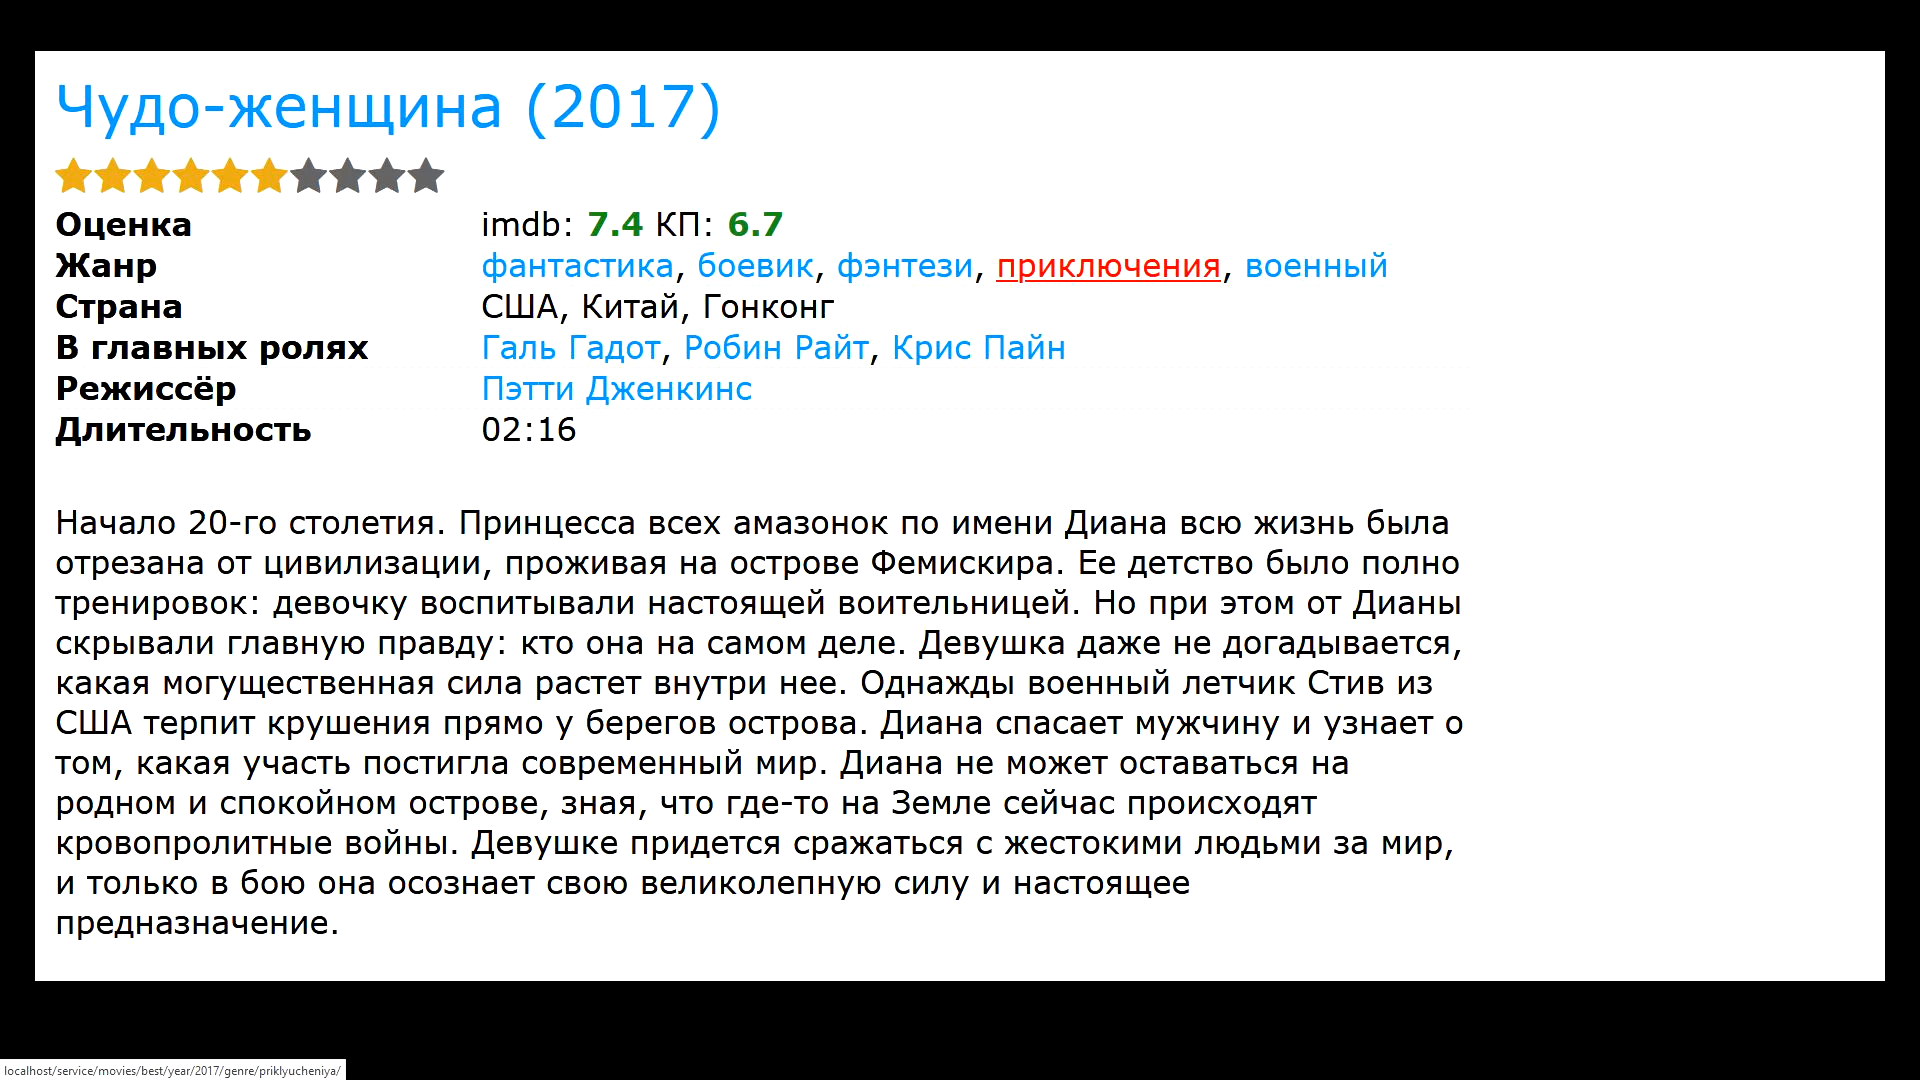 Чудо-женщина (2017)
Оценка imdb: 7.4 КП: 6.7
Жанр фантастика, боевик, фэнтези, приключения, военный
Страна США, Китай, Гонконг
В главных ролях Галь Гадот, Робин Райт, Крис Пайн
Режиссёр Пэтти Дженкинс
Длительность 02:16
Начало 20-го столетия. Принцесса всех амазонок по имени Диана всю жизнь была
отрезана от цивилизации, проживая на острове Фемискира. Ее детство было полно
тренировок: девочку воспитывали настоящей воительницей. Но при этом от Дианы
скрывали главную правду: кто она на самом деле. Девушка даже не догадывается,
какая могущественная сила растет внутри нее. Однажды военный летчик Стив из
США терпит крушения прямо у берегов острова. Диана спасает мужчину и узнает о
том, какая участь постигла современный мир. Диана не может оставаться на
родном и спокойном острове, зная, что где-то на Земле сейчас происходят
кровопролитные войны. Девушке придется сражаться с жестокими людьми за мир,
и только в бою она осознает свою великолепную силу и настоящее
предназначение.
localhost/service/movies/best/year/2017/genre/priklyucheniya/